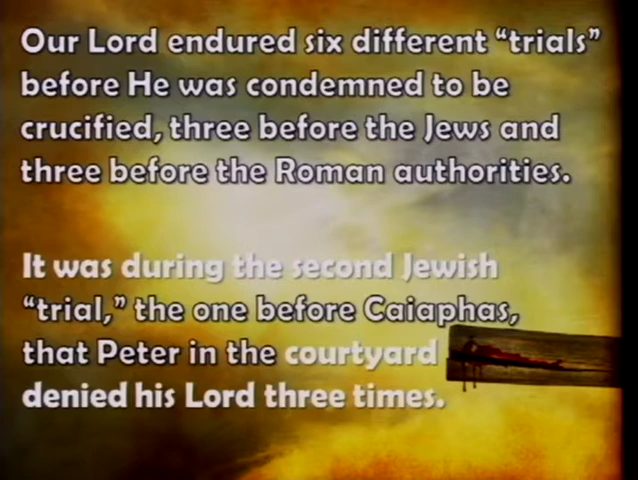 Our Lord endured six different “trials”
before He was condemned to be
crucified, three before the Jews and
three before the Roman authorities.
It was during the second Jewish
“trial,” the one before Caiaphas,
that Peter in the courtyard
denied his Lord three times.